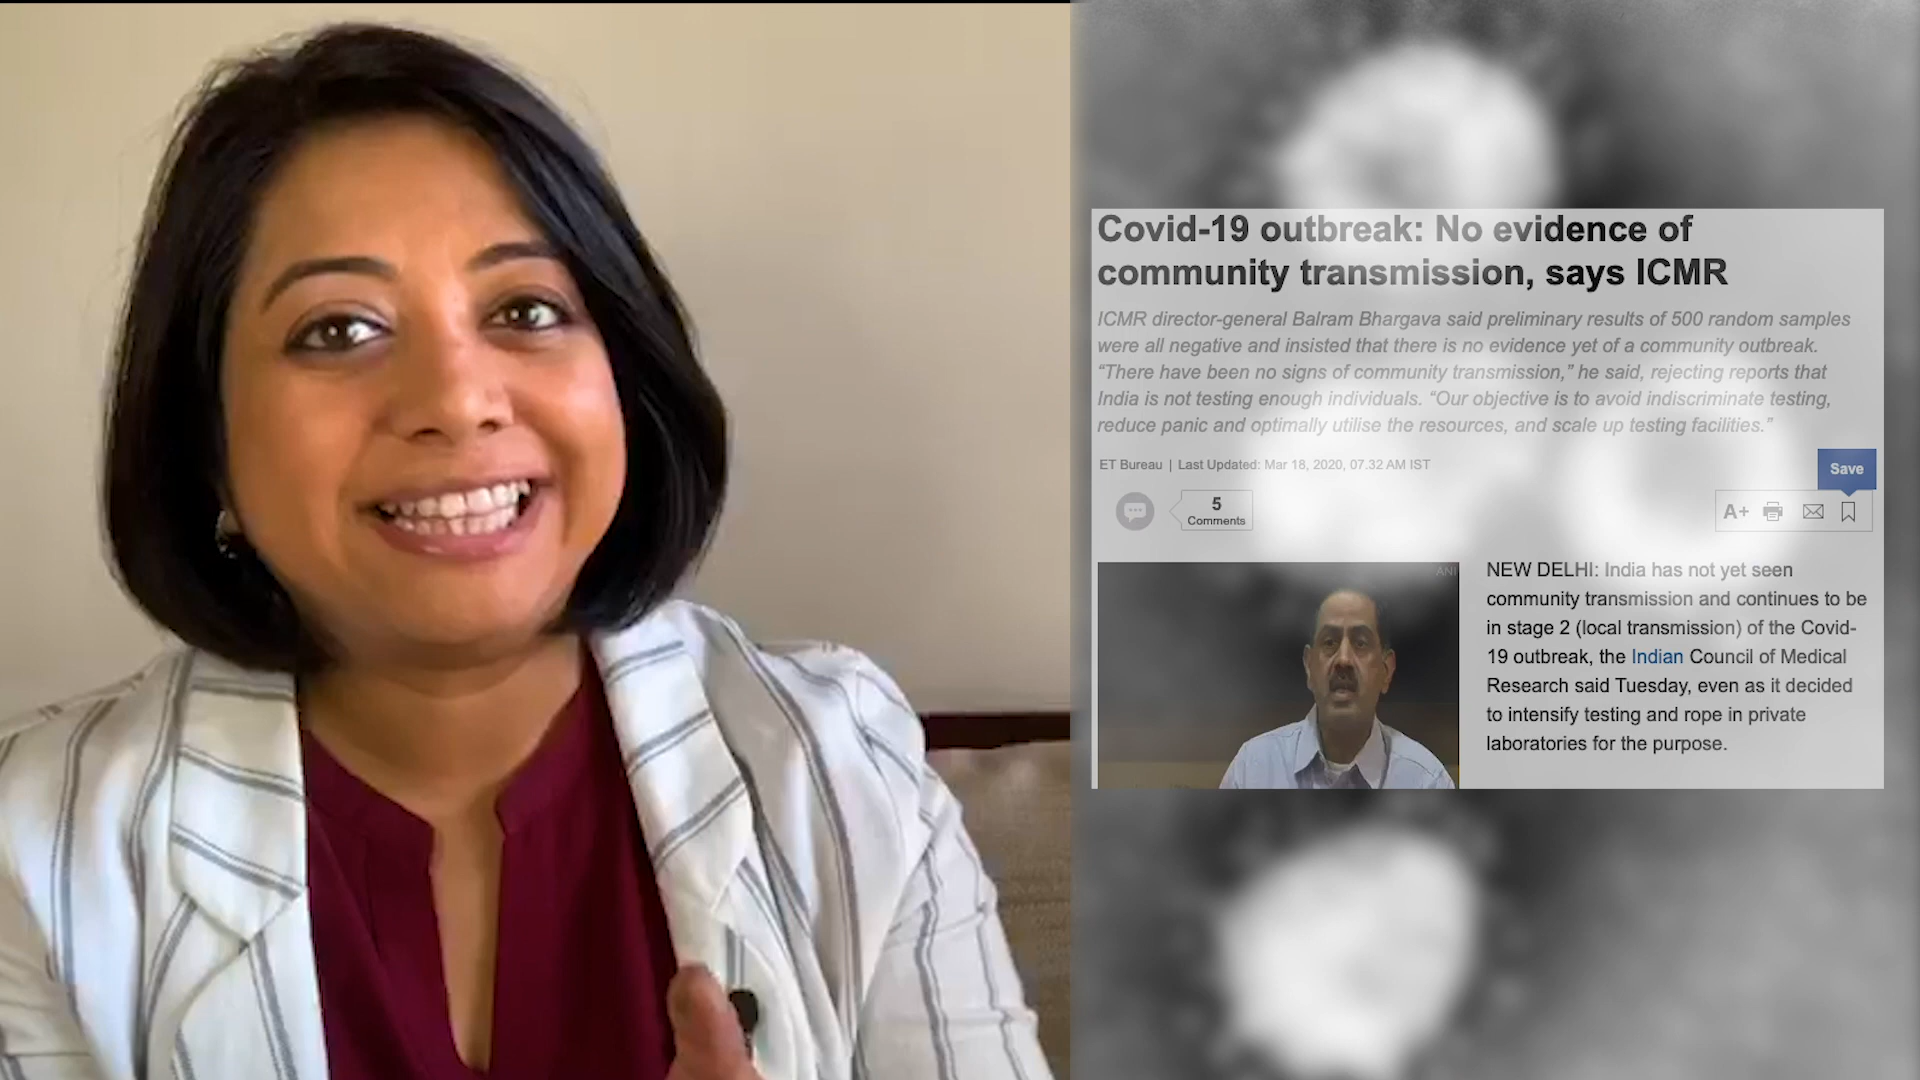 Covid-19 outbreak: No evidence of
community transmission, says ICMR
ICMR director-general Balram Bhargava said preliminary results of 500 random samples
were all negative and insisted that there is no evidence yet of a community outbreak.
“There have been no signs of community transmission,” he said, rejecting reports that
India is not testing enough individuals. “Our objective is to avoid indiscriminate testing,
reduce panic and optimally utilise the resources, and scale up testing facilities.”
ET Bureau | Last Updated: Mar 18, 2020, 07.32 AM IST
Save
5
Comments
A+
ANI
NEW DELHI: India has not yet seen
community transmission and continues to be
in stage 2 (local transmission) of the Covid-
19 outbreak, the Indian Council of Medical
Research said Tuesday, even as it decided
to intensify testing and rope in private
laboratories for the purpose.